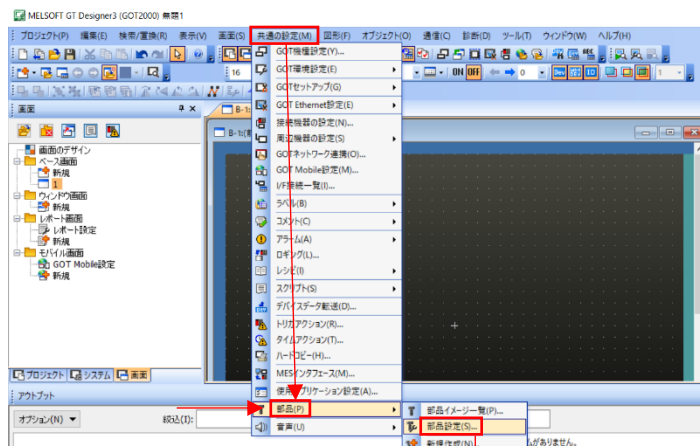 MELSOFT GT Designer3 (GOT2000) 無題1
プロジェクト(P) 編集(E) 検索/置換(R) 表示(V) 画面(S) 共通の設定(M) 図形(F) オブジェクト(O) 通信(C) 診断(D) ツール(T) ウィンドウ(W) ヘルプ(H)
GOT機種設定(Y)...
16
GOT環境設定(E)
ON OFF
0
1
GOTセットアップ(G)
画面
B-1:
GOT Ethernet設定(E)
接続機器の設定(N)...
B-1:
周辺機器の設定(S)
画面のデザイン
GOTネットワーク連携(O)...
ベース画面
新規
GOT Mobile設定(M)...
1
I/F接続一覧(I)...
ウィンドウ画面
ラベル(B)
新規
レポート画面
コメント(C)
レポート設定
アラーム(A)
新規
モバイル画面
ロギング(L)...
GOT Mobile設定
レシピ(I)
新規
スクリプト(S)
デバイスデータ転送(D)...
トリガアクション(R)...
タイムアクション(T)...
ハードコピー(H)...
プロジェクト システム 画面
MESインタフェース(M)...
アウトプット
使用アプリケーション設定(A)...
部品(P)
部品イメージ一覧(P)...
オプション(N) 絞込(I):
音声(U)
部品設定(S)...
新規作成(N)
ムがありません。